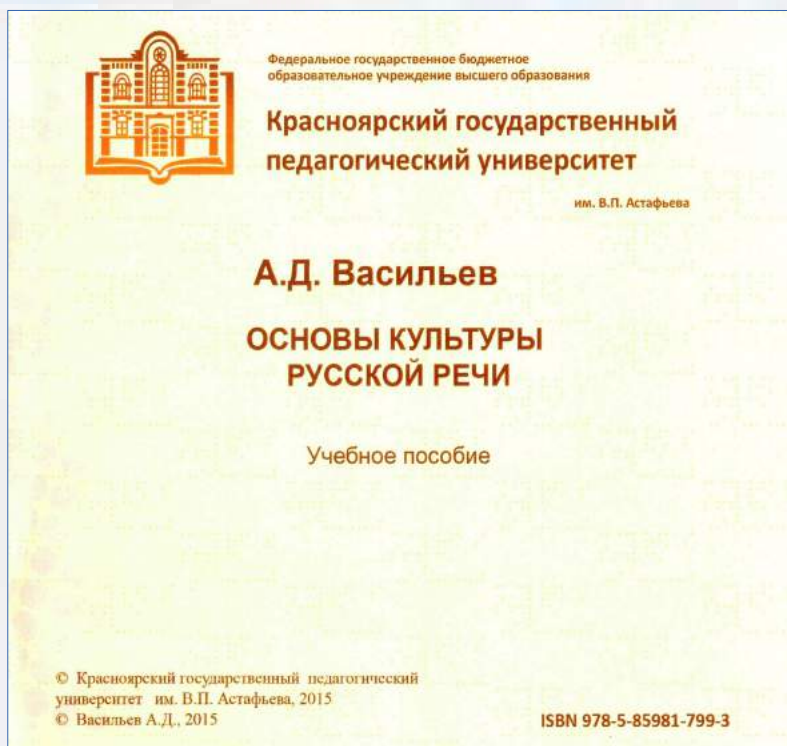 Федеральное государственное бюджетное
образовательное учреждение высшего образования
Красноярский государственный
педагогический университет
им. В.П. Астафьева
А.Д. Васильев
ОСНОВЫ КУЛЬТУРЫ
РУССКОЙ РЕЧИ
Учебное пособие
© Красноярский государственный педагогический
университет им. В.П. Астафьева, 2015
© Васильев А.Д., 2015
ISBN 978-5-85981-799-3